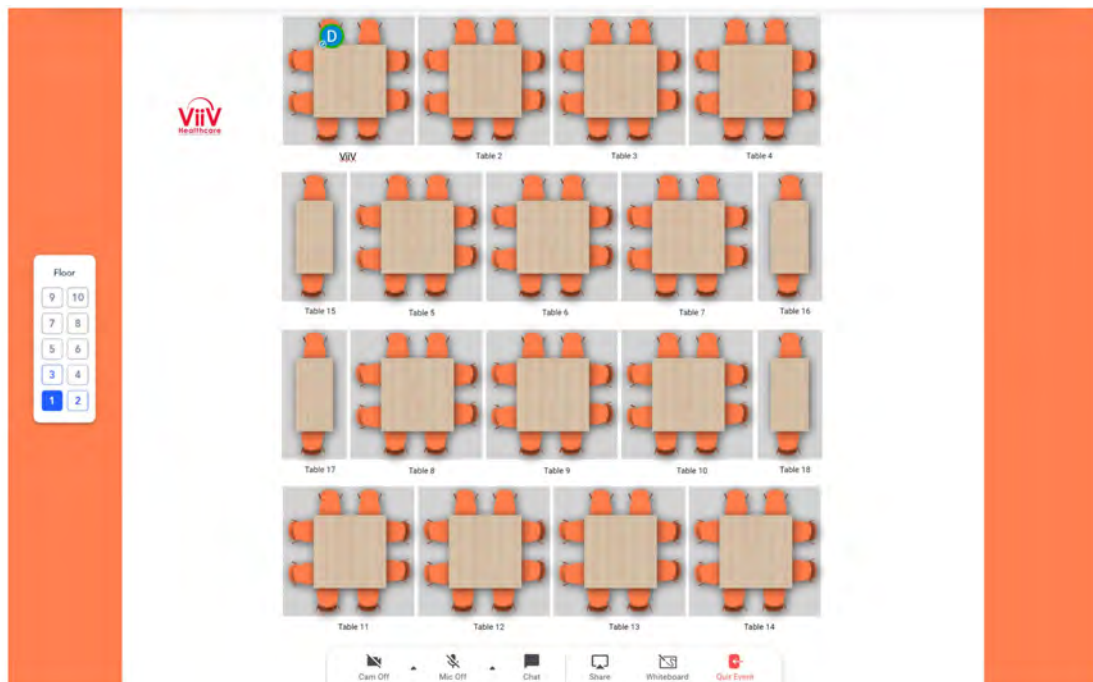 D
ViiV
Healthcare
ViiV
Table 2
Table 3
Table 4
Table 15
Table 5
Table 6
Table 7
Table 16
Floor
9 10
7 8
5 6
3 4
1 2
Table 17
Table 8
Table 9
Table 10
Table 18
Table 11
Table 12
Table 13
Table 14
Cam Off
Mic Off
Chat
Share
Whiteboard
Quit Event